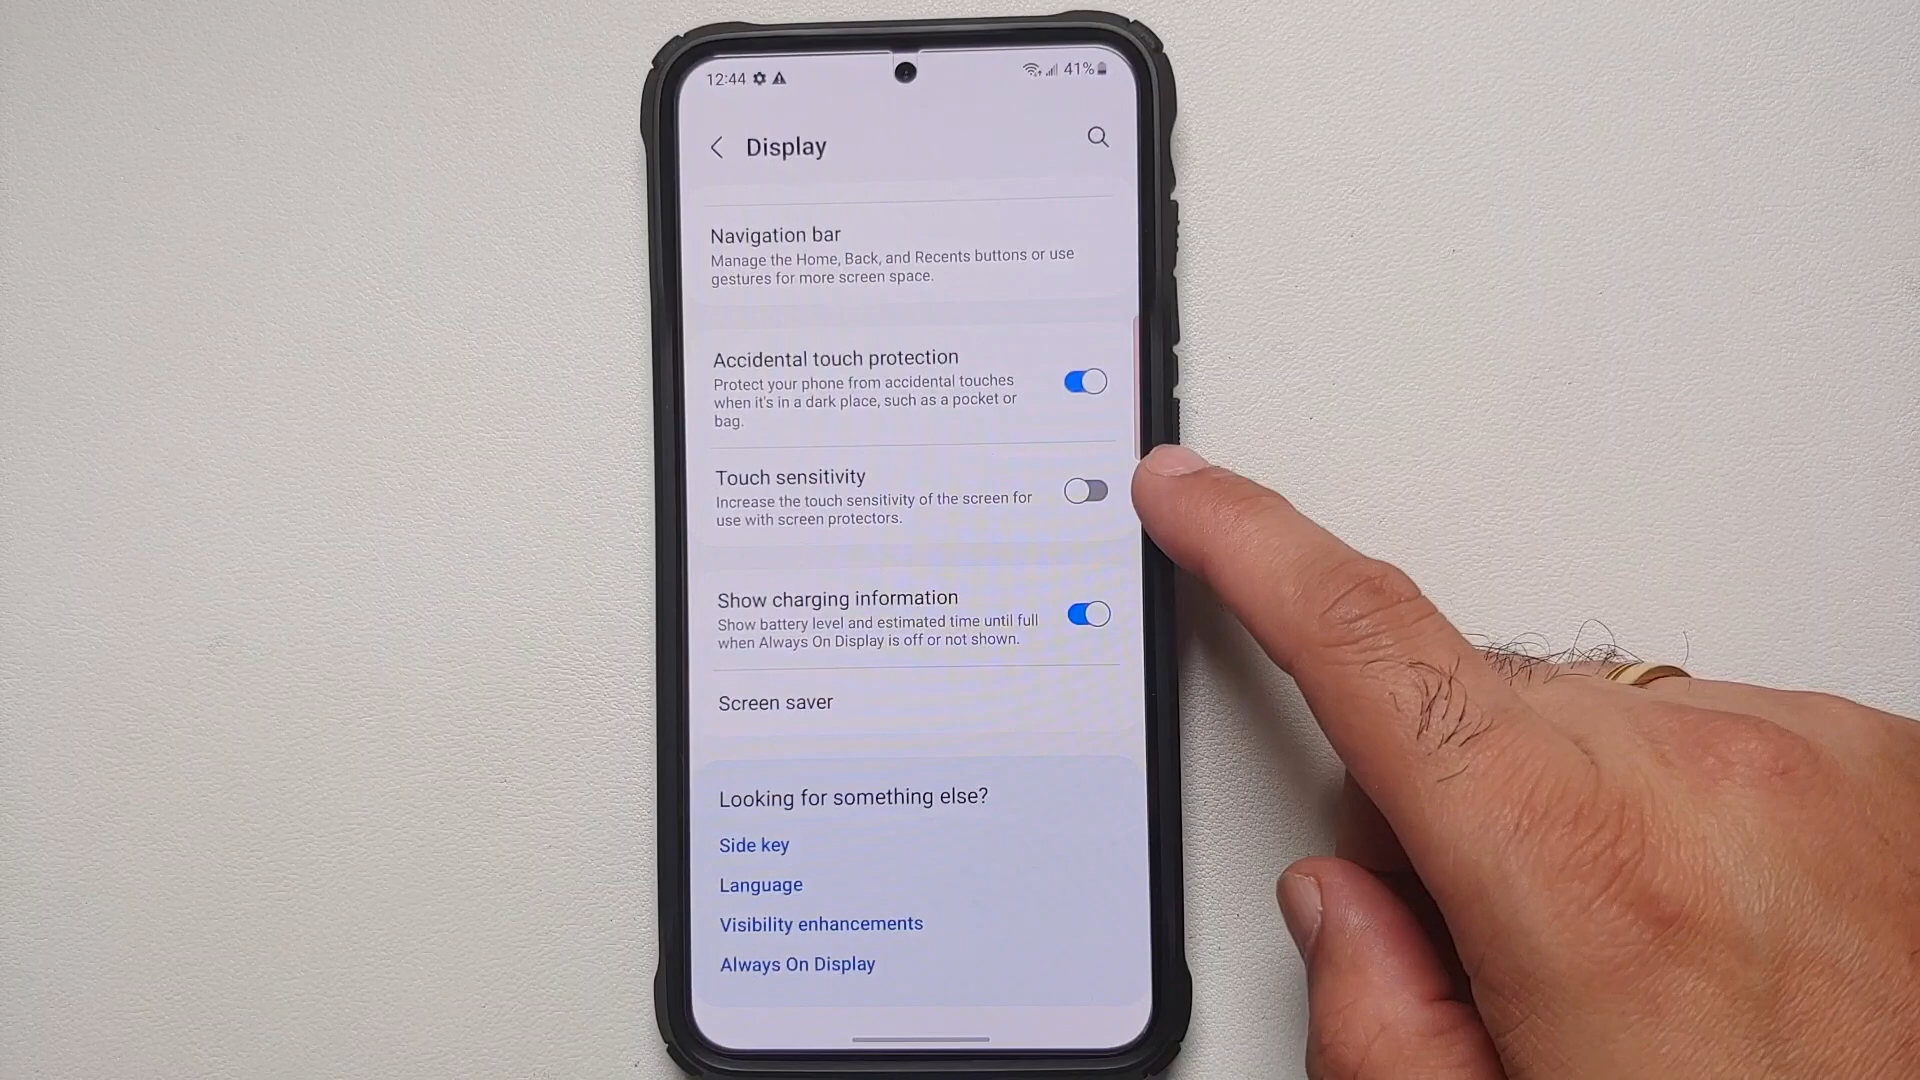 12:44
41%
Display
Navigation bar
Manage the Home, Back, and Recents buttons or use
gestures for more screen space.
Accidental touch protection
Protect your phone from accidental touches
when it's in a dark place, such as a pocket or
bag.
Touch sensitivity
Increase the touch sensitivity of the screen for
use with screen protectors.
Show charging information
Show battery level and estimated time until full
when Always On Display is off or not shown.
Screen saver
Looking for something else?
Side key
Language
Visibility enhancements
Always On Display